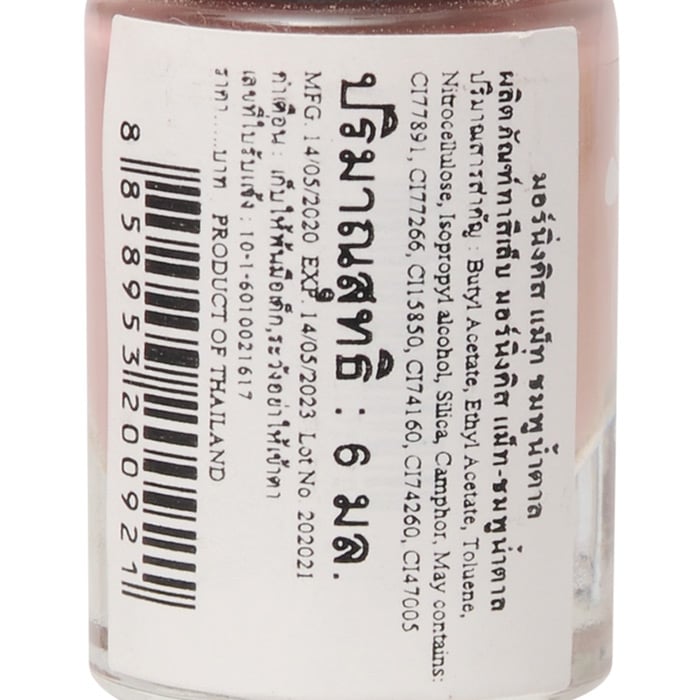 มอร์นิ่งคิส แม็ท ชมพูน้ำตาล
ผลิตภัณฑ์ทาสีเล็บ มอร์นิ่งคิส แม็ท-ชมพูน้ำตาล
ปริมาณสารสำคัญ : Butyl Acetate, Ethyl Acetate, Toluene,
Nitrocellulose, Isopropyl alcohol, Silica, Camphor, May contains:
CI77891, CI77266, CI15850, CI74160, CI74260, CI47005
ปริมาณสุทธิ : 6 มล.
MFG. 14/05/2020 EXP. 14/05/2023 Lot No. 202021
คำเตือน : เก็บให้พ้นมือเด็ก,ระวังอย่าให้เข้าตา
เลขที่ใบรับแจ้ง : 10-1-6010021617
ราคา.....บาท PRODUCT OF THAILAND
8 858953 200921